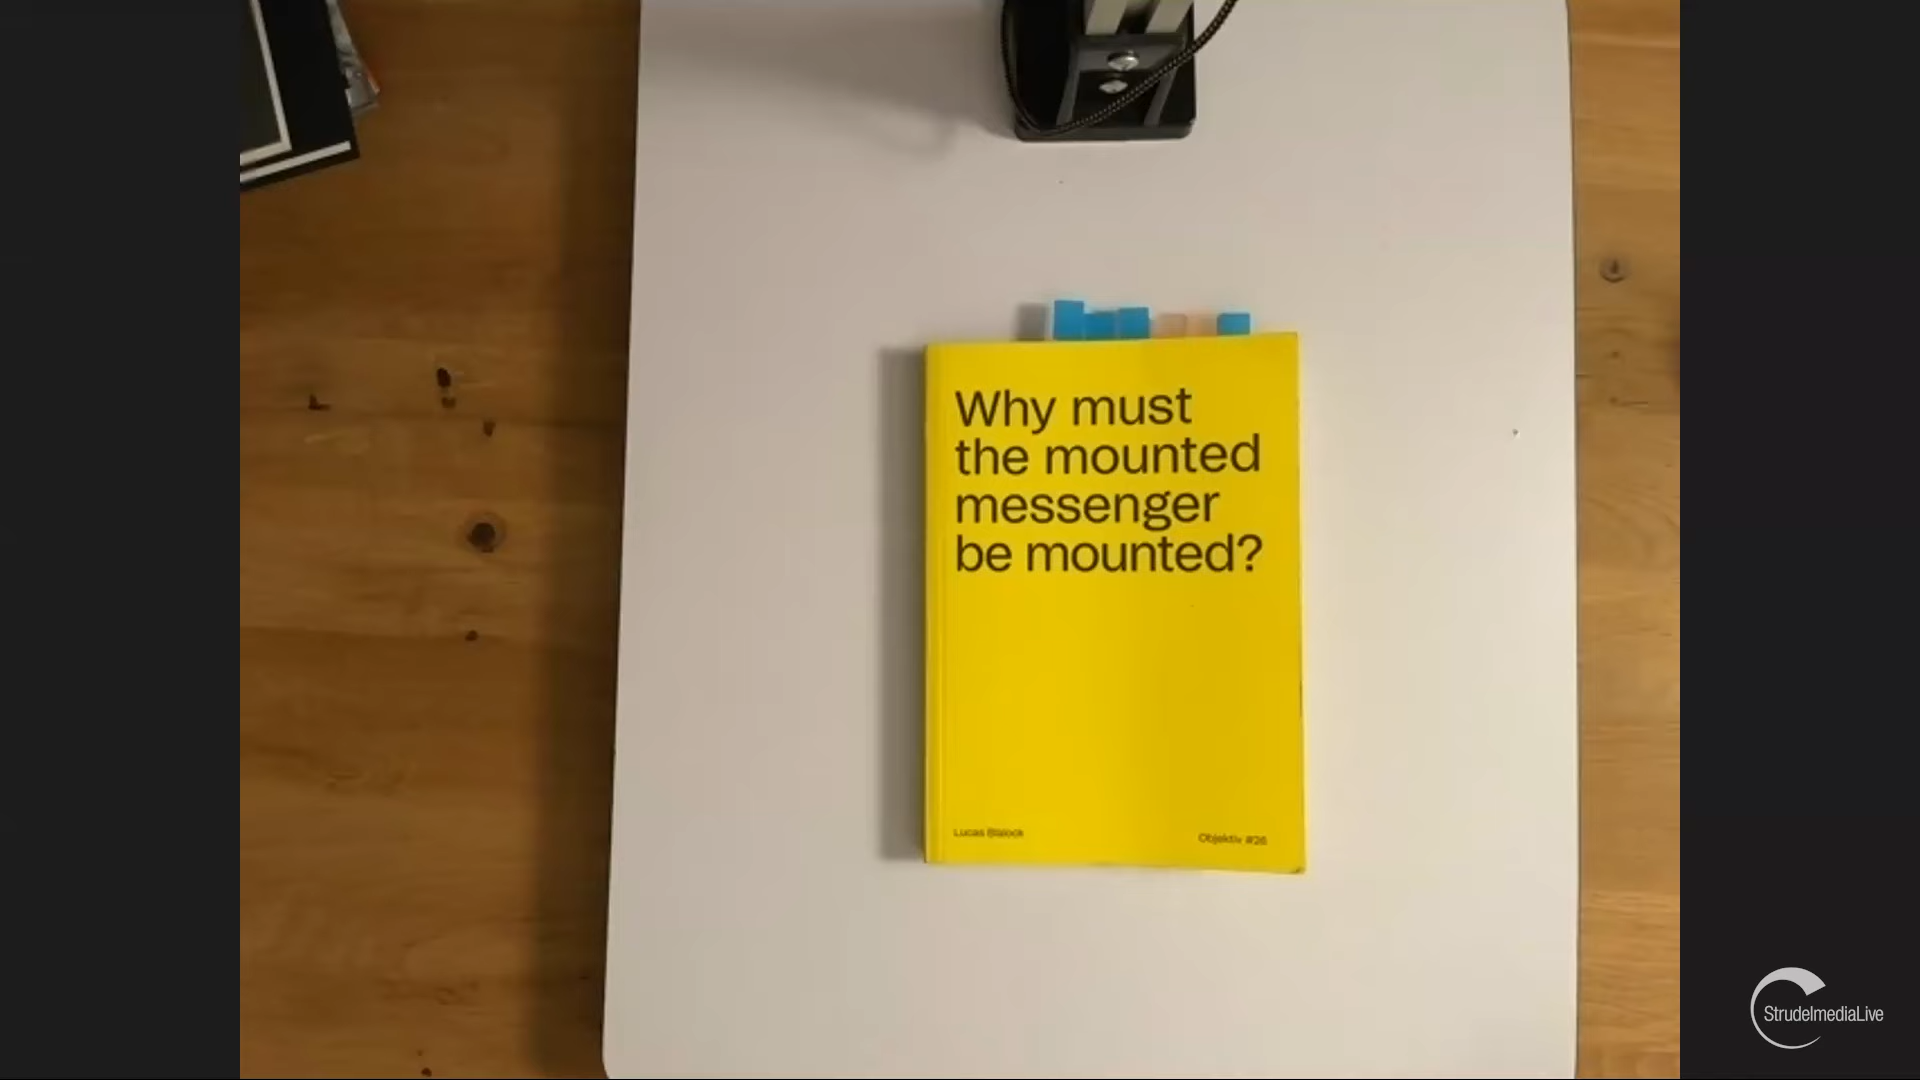 Why must
the mounted
messenger
be mounted?
Lucas Blalock
Objektiv #26
StrudelmediaLive